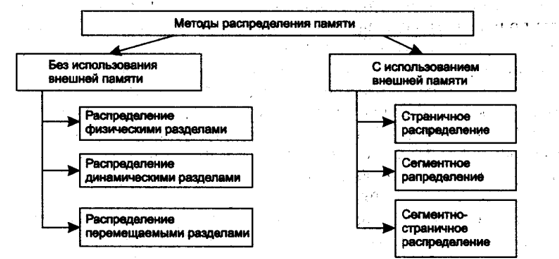 Методы распределения памяти
Без использования
внешней памяти
С использованием
внешней памяти
Распределение
физическими разделами
Распределение
динамическими разделами
Распределение
перемещаемыми разделами
Страничное
распределение
Сегментное
рапределение
Сегментно-
страничное
распределение